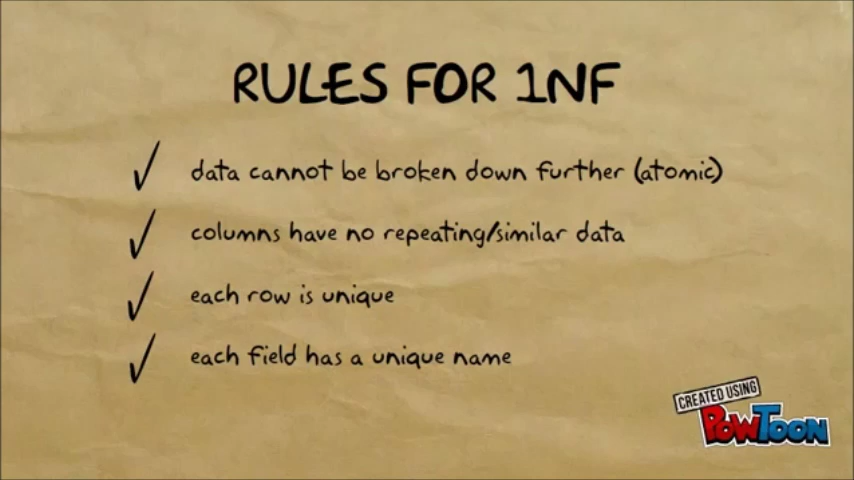 RULES FOR 1NF
✓ data cannot be broken down further (atomic)
✓ columns have no repeating/similar data
✓ each row is unique
✓ each field has a unique name
CREATED USING
POWTOON